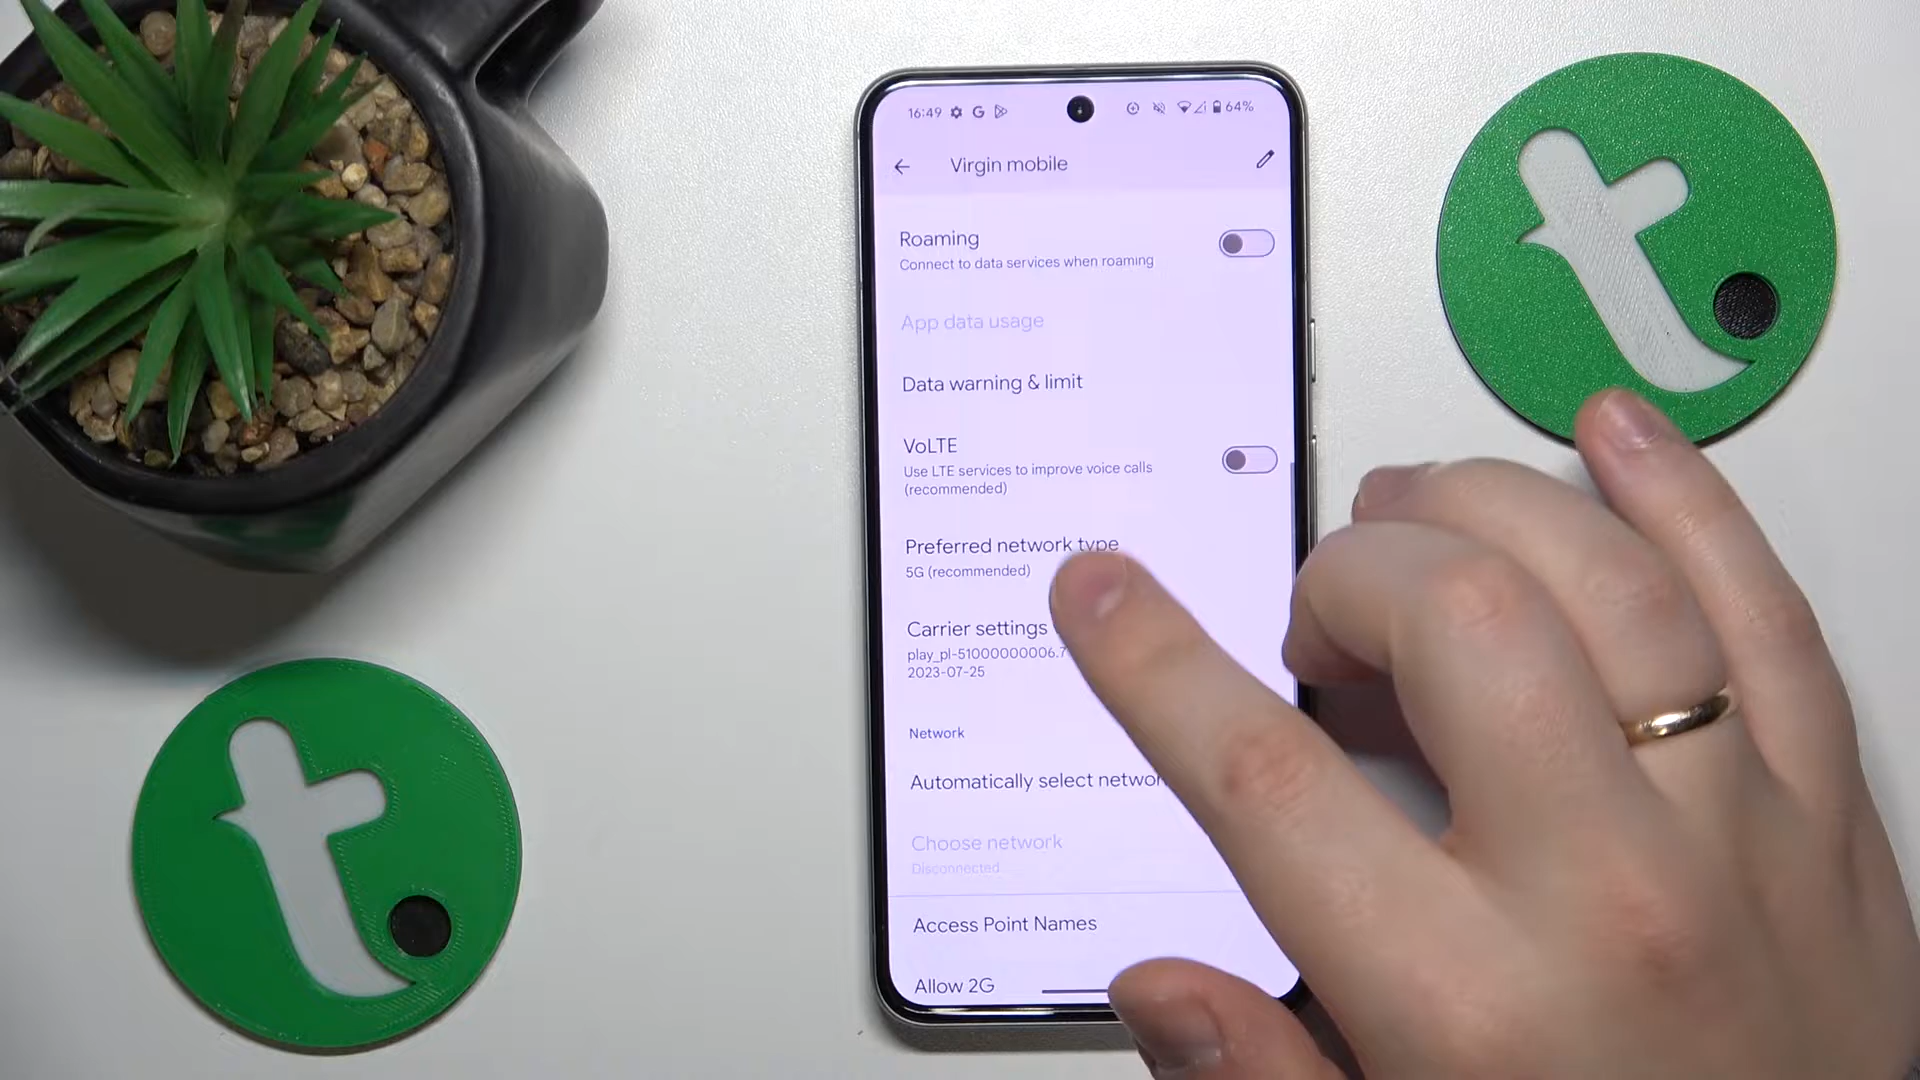 16:49 G 64%
Virgin mobile
Roaming
Connect to data services when roaming
App data usage
Data warning & limit
VoLTE
Use LTE services to improve voice calls
(recommended)
Preferred network type
5G (recommended)
Carrier settings
play_pl-51000000006.7
2023-07-25
Network
Automatically select network
Choose network
Disconnected
Access Point Names
Allow 2G